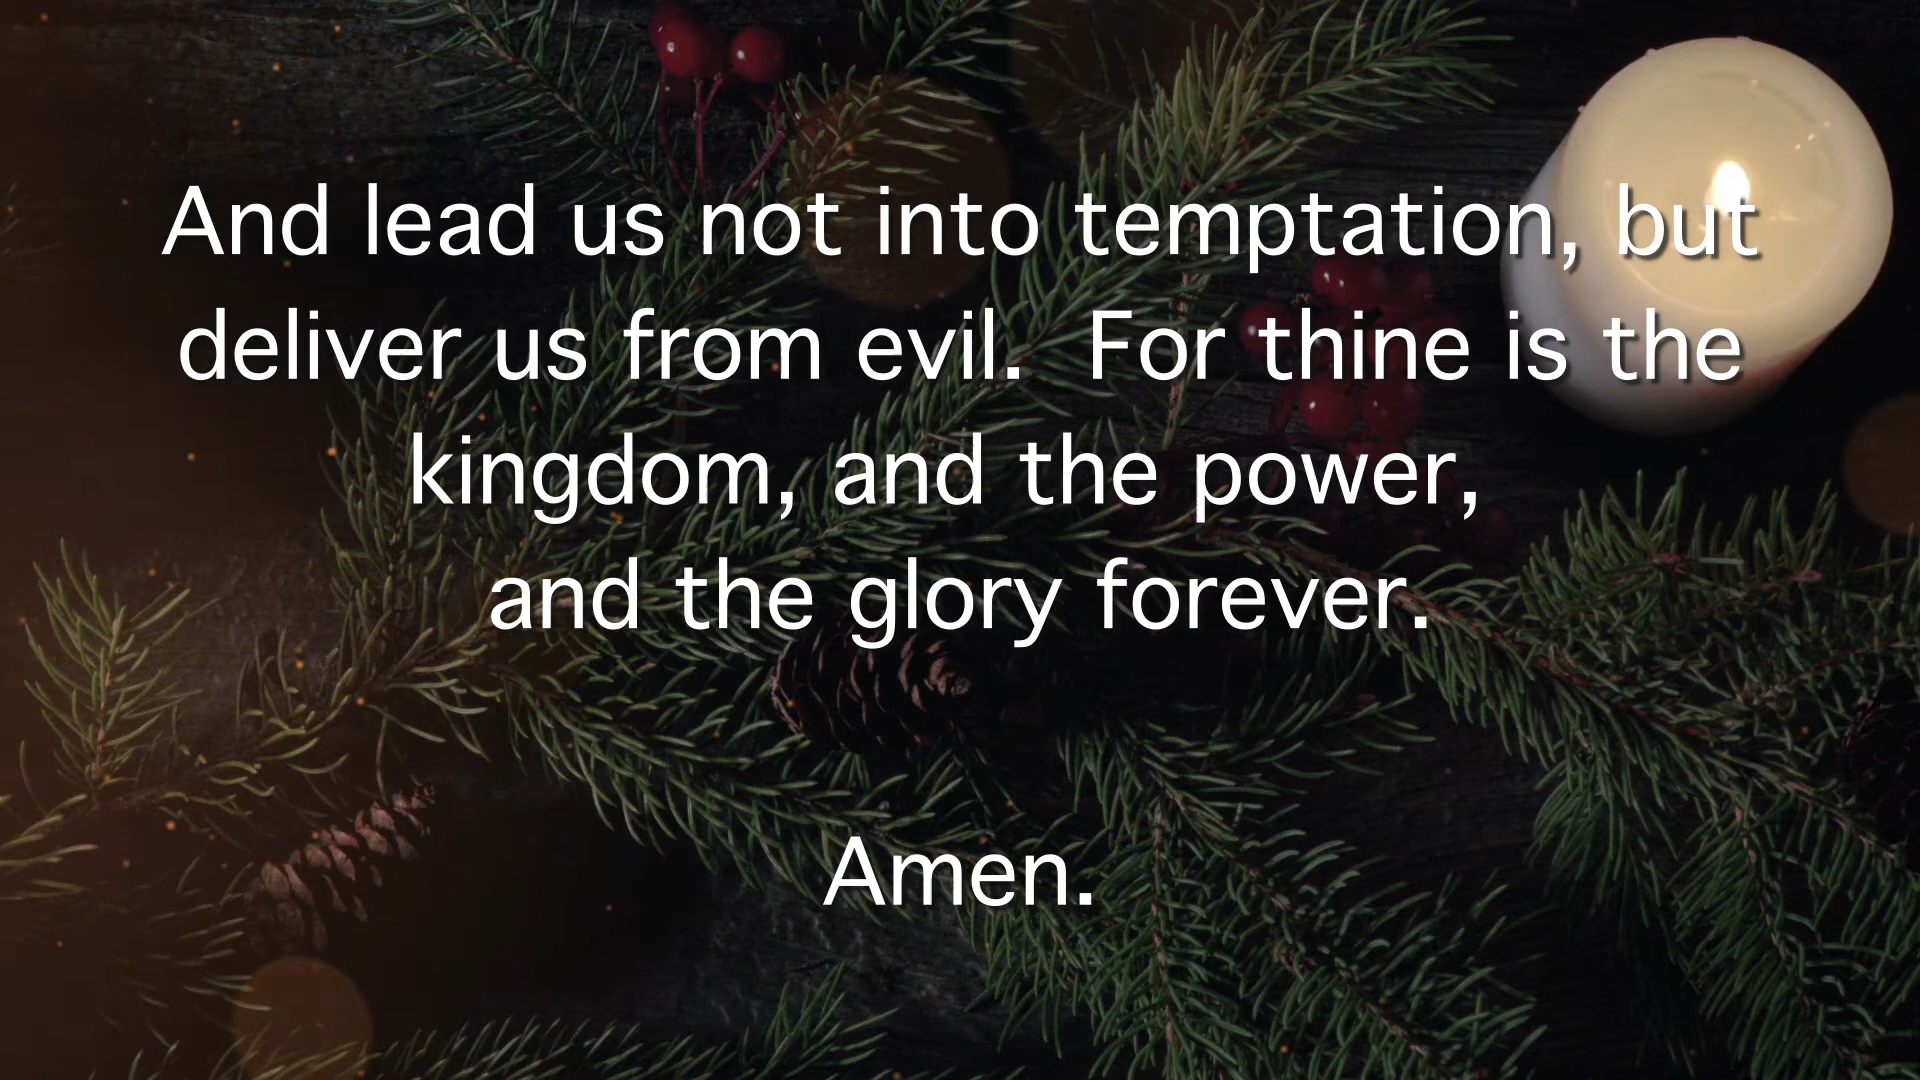 And lead us not into temptation, but
deliver us from evil.  For thine is the
kingdom, and the power,
and the glory forever.
Amen.